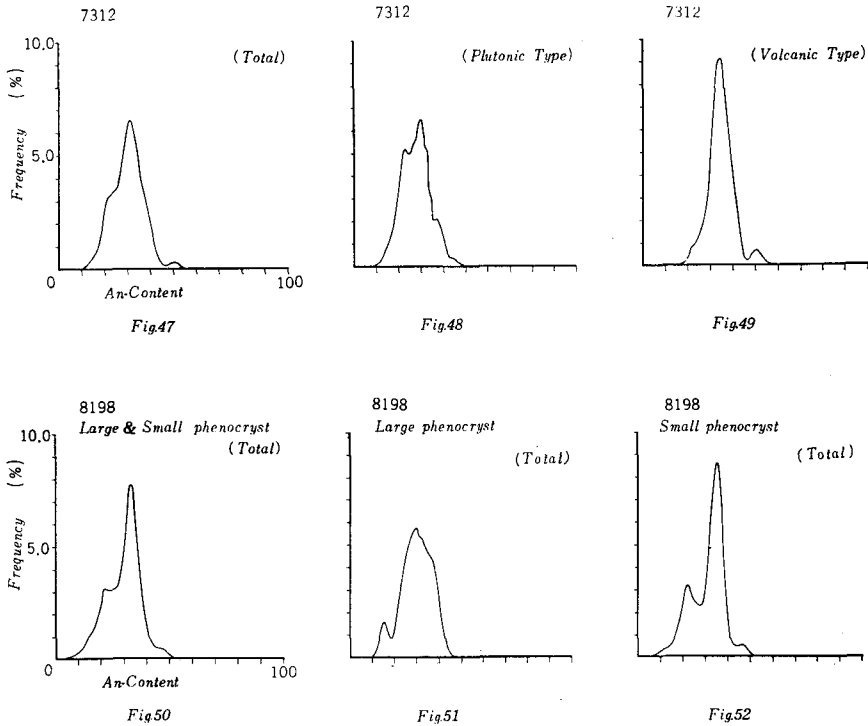 7312
(Total)
10.0
5.0
Frequency (%)
0
100
An-Content
Fig.47
7312
(Plutonic Type)
Fig.48
7312
(Volcanic Type)
Fig.49
8198
Large & Small phenocryst
(Total)
10.0
5.0
Frequency (%)
0
100
An-Content
Fig.50
8198
Large phenocryst
(Total)
Fig.51
8198
Small phenocryst
(Total)
Fig.52